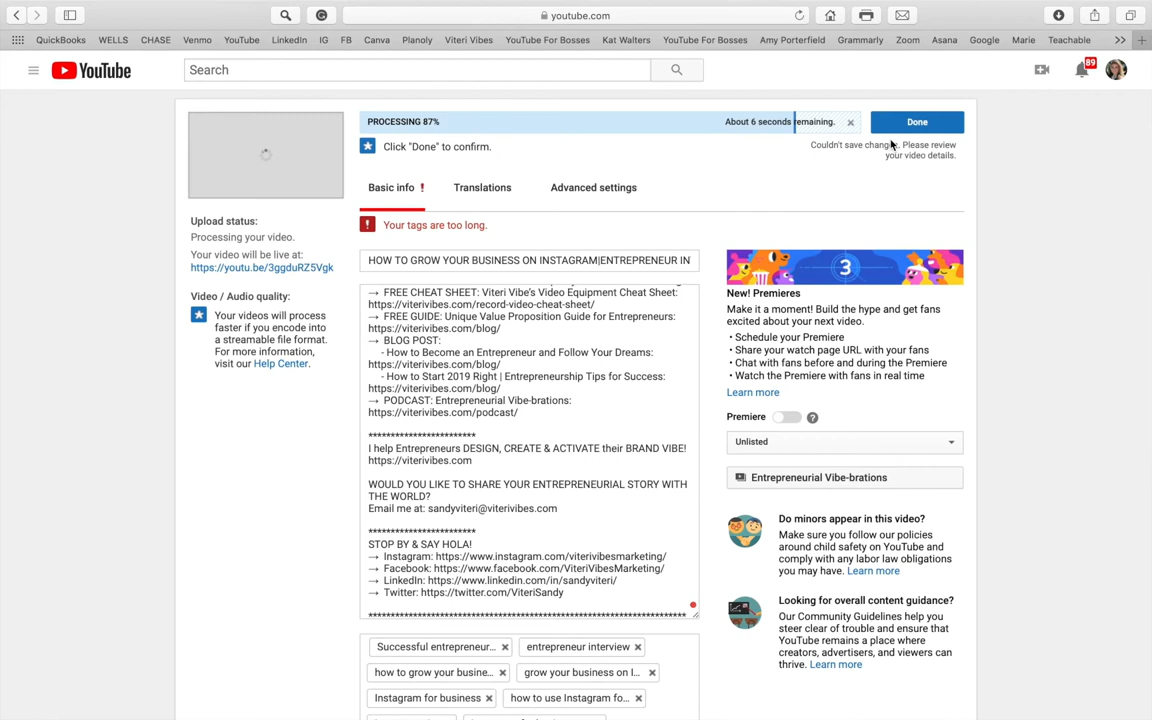 youtube.com
QuickBooks WELLS CHASE Venmo YouTube LinkedIn IG FB Canva Planoly Viteri Vibes YouTube For Bosses Kat Walters YouTube For Bosses Amy Porterfield Grammarly Zoom Asana Google Marie Teachable
YouTube
Search
89
PROCESSING 87%
About 6 seconds remaining.
Done
Click "Done" to confirm.
Couldn't save changes. Please review
your video details.
Basic info !
Translations
Advanced settings
! Your tags are too long.
Upload status:
Processing your video.
Your video will be live at:
https://youtu.be/3ggduRZ5Vgk
Video / Audio quality:
Your videos will process
faster if you encode into
a streamable file format.
For more information,
visit our Help Center.
HOW TO GROW YOUR BUSINESS ON INSTAGRAM|ENTREPRENEUR IN
→ FREE CHEAT SHEET: Viteri Vibe's Video Equipment Cheat Sheet:
https://viterivibes.com/record-video-cheat-sheet/
→ FREE GUIDE: Unique Value Proposition Guide for Entrepreneurs:
https://viterivibes.com/blog/
→ BLOG POST:
- How to Become an Entrepreneur and Follow Your Dreams:
https://viterivibes.com/blog/
- How to Start 2019 Right | Entrepreneurship Tips for Success:
https://viterivibes.com/blog/
→ PODCAST: Entrepreneurial Vibe-brations:
https://viterivibes.com/podcast/
************************
I help Entrepreneurs DESIGN, CREATE & ACTIVATE their BRAND VIBE!
https://viterivibes.com
WOULD YOU LIKE TO SHARE YOUR ENTREPRENEURIAL STORY WITH
THE WORLD?
Email me at: sandyviteri@viterivibes.com
************************
STOP BY & SAY HOLA!
→ Instagram: https://www.instagram.com/viterivibesmarketing/
→ Facebook: https://www.facebook.com/ViteriVibesMarketing/
→ LinkedIn: https://www.linkedin.com/in/sandyviteri/
→ Twitter: https://twitter.com/ViteriSandy
Successful entrepreneur...
entrepreneur interview
how to grow your busine...
grow your business on I...
Instagram for business
how to use Instagram fo...
3
New! Premieres
Make it a moment! Build the hype and get fans
excited about your next video.
• Schedule your Premiere
• Share your watch page URL with your fans
• Chat with fans before and during the Premiere
• Watch the Premiere with fans in real time
Learn more
Premiere ?
Unlisted
Entrepreneurial Vibe-brations
Do minors appear in this video?
Make sure you follow our policies
around child safety on YouTube and
comply with any labor law obligations
you may have. Learn more
Looking for overall content guidance?
Our Community Guidelines help you
steer clear of trouble and ensure that
YouTube remains a place where
creators, advertisers, and viewers can
thrive. Learn more